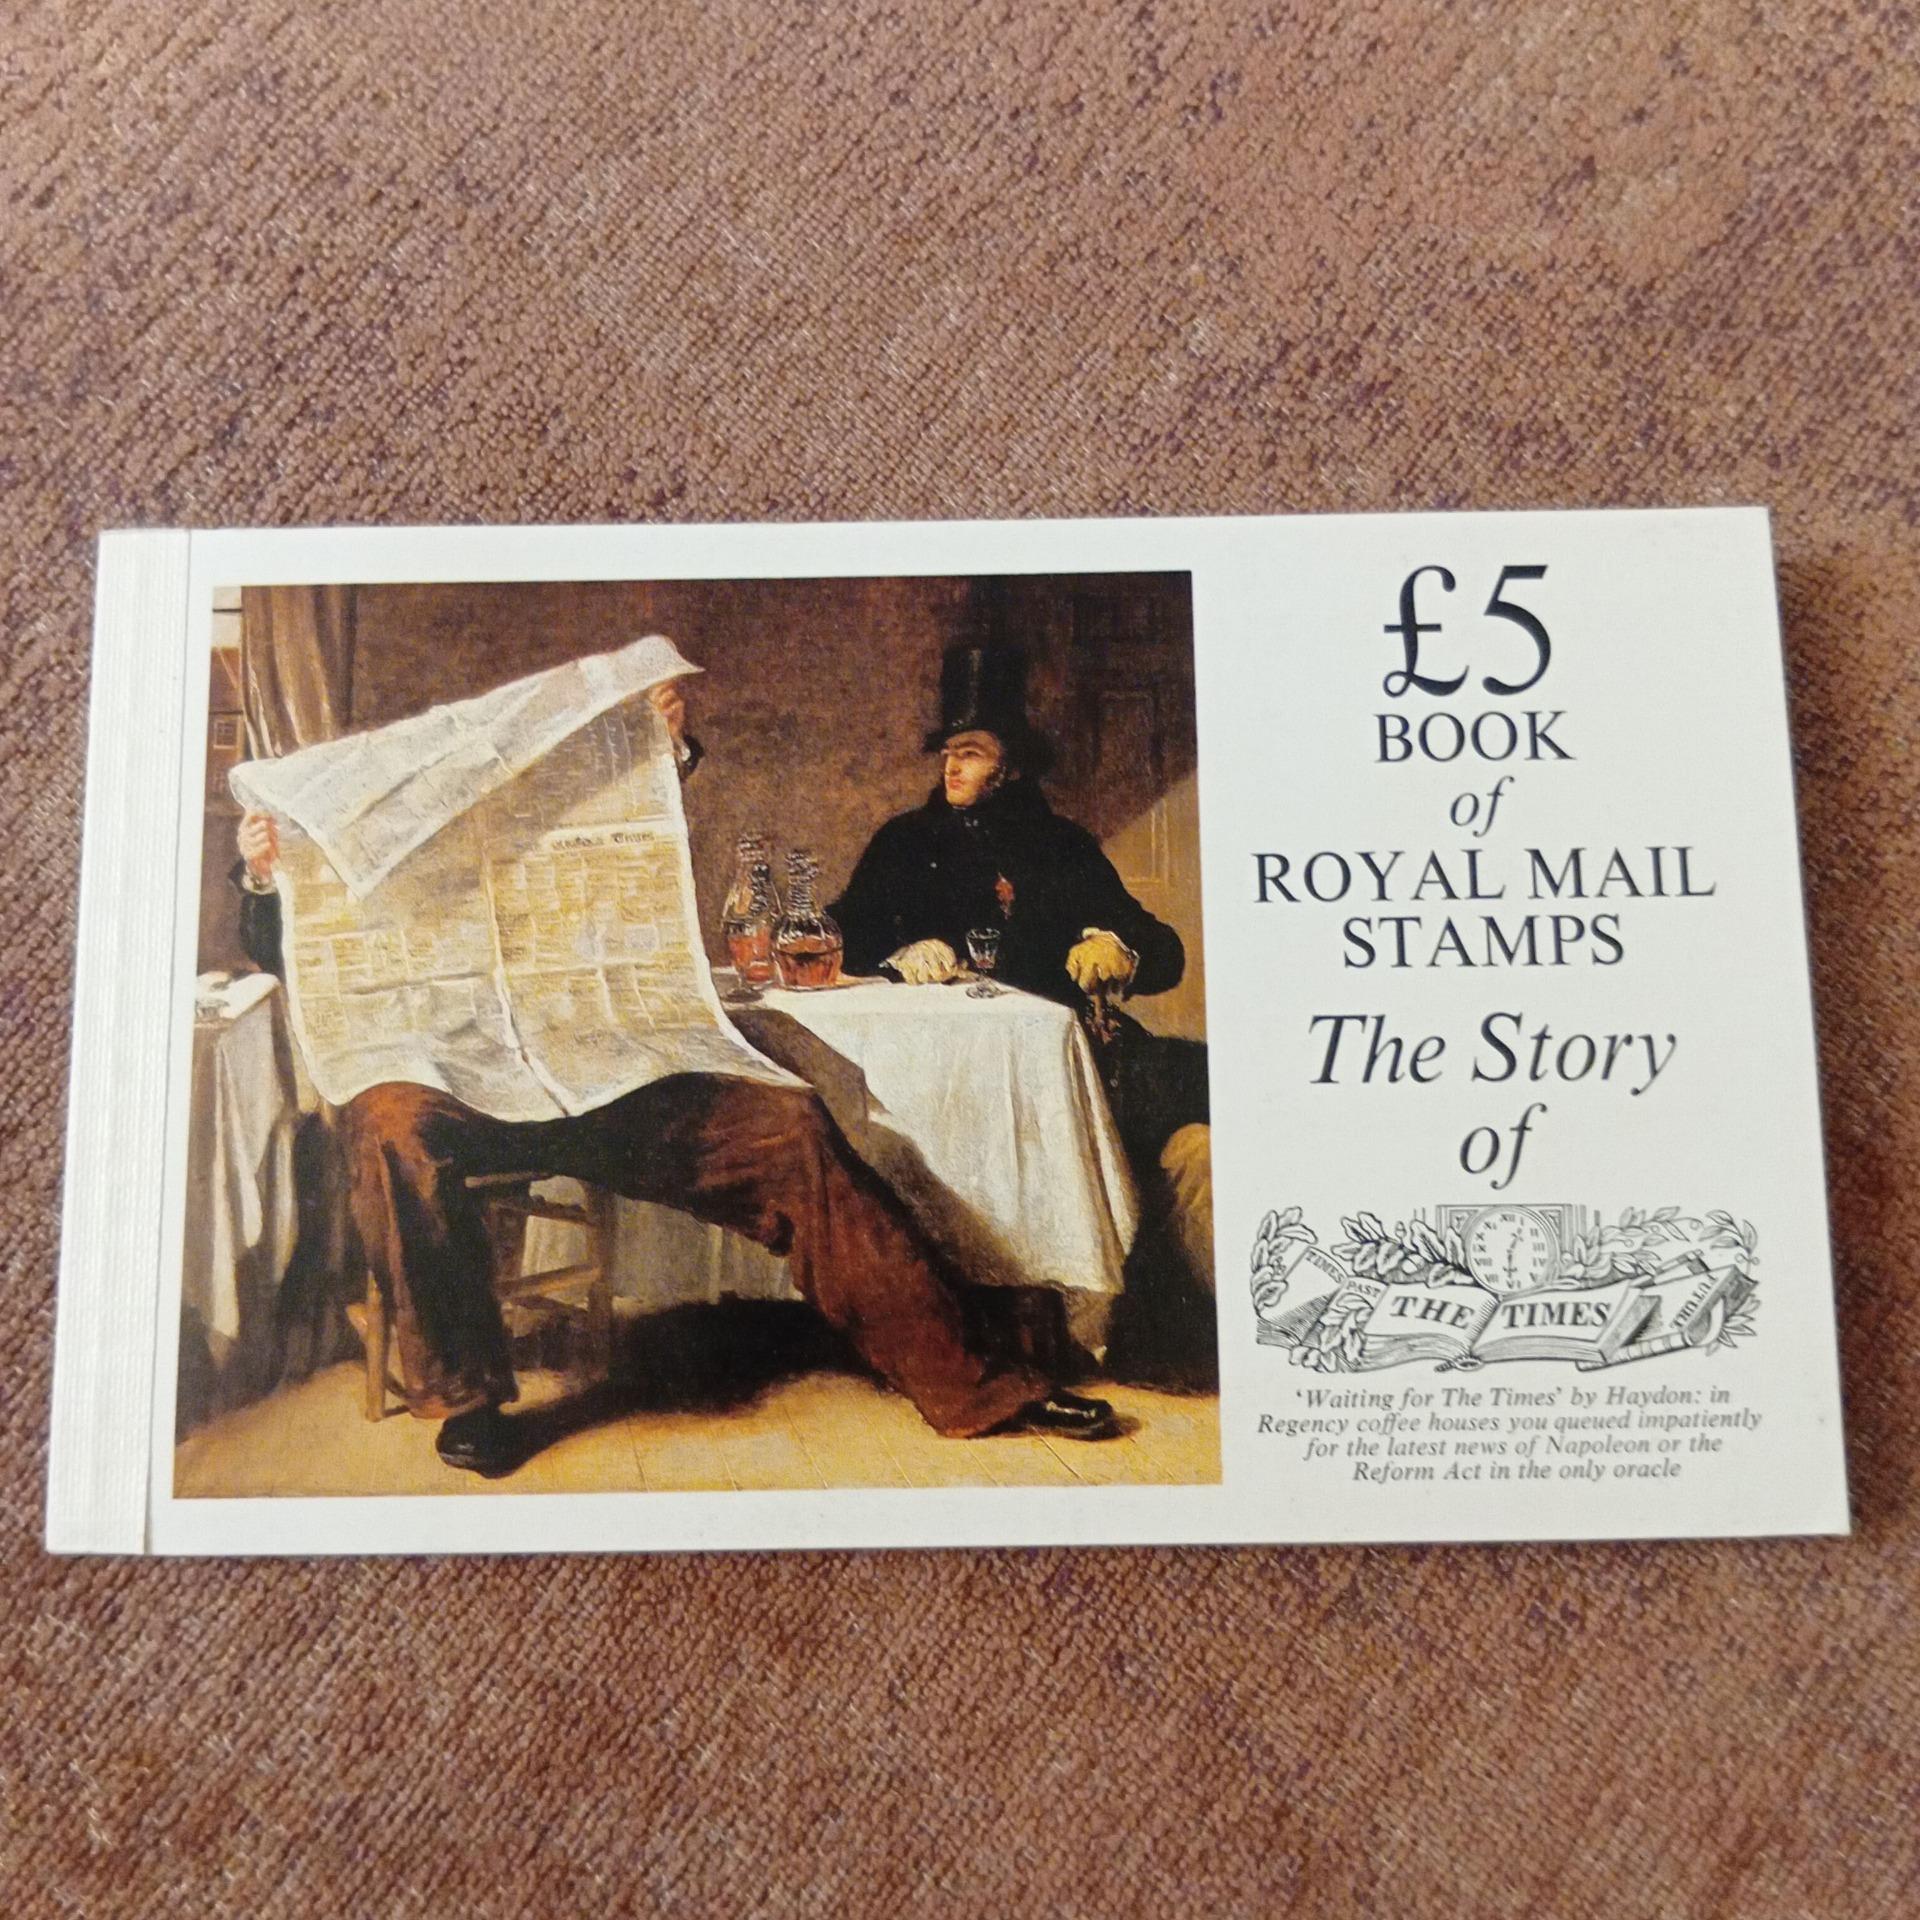 £5
BOOK
of
ROYAL MAIL
STAMPS
The Story
of
TIMES PAST
THE TIMES
FUTURE
'Waiting for The Times' by Haydon: in
Regency coffee houses you queued impatiently
for the latest news of Napoleon or the
Reform Act in the only oracle